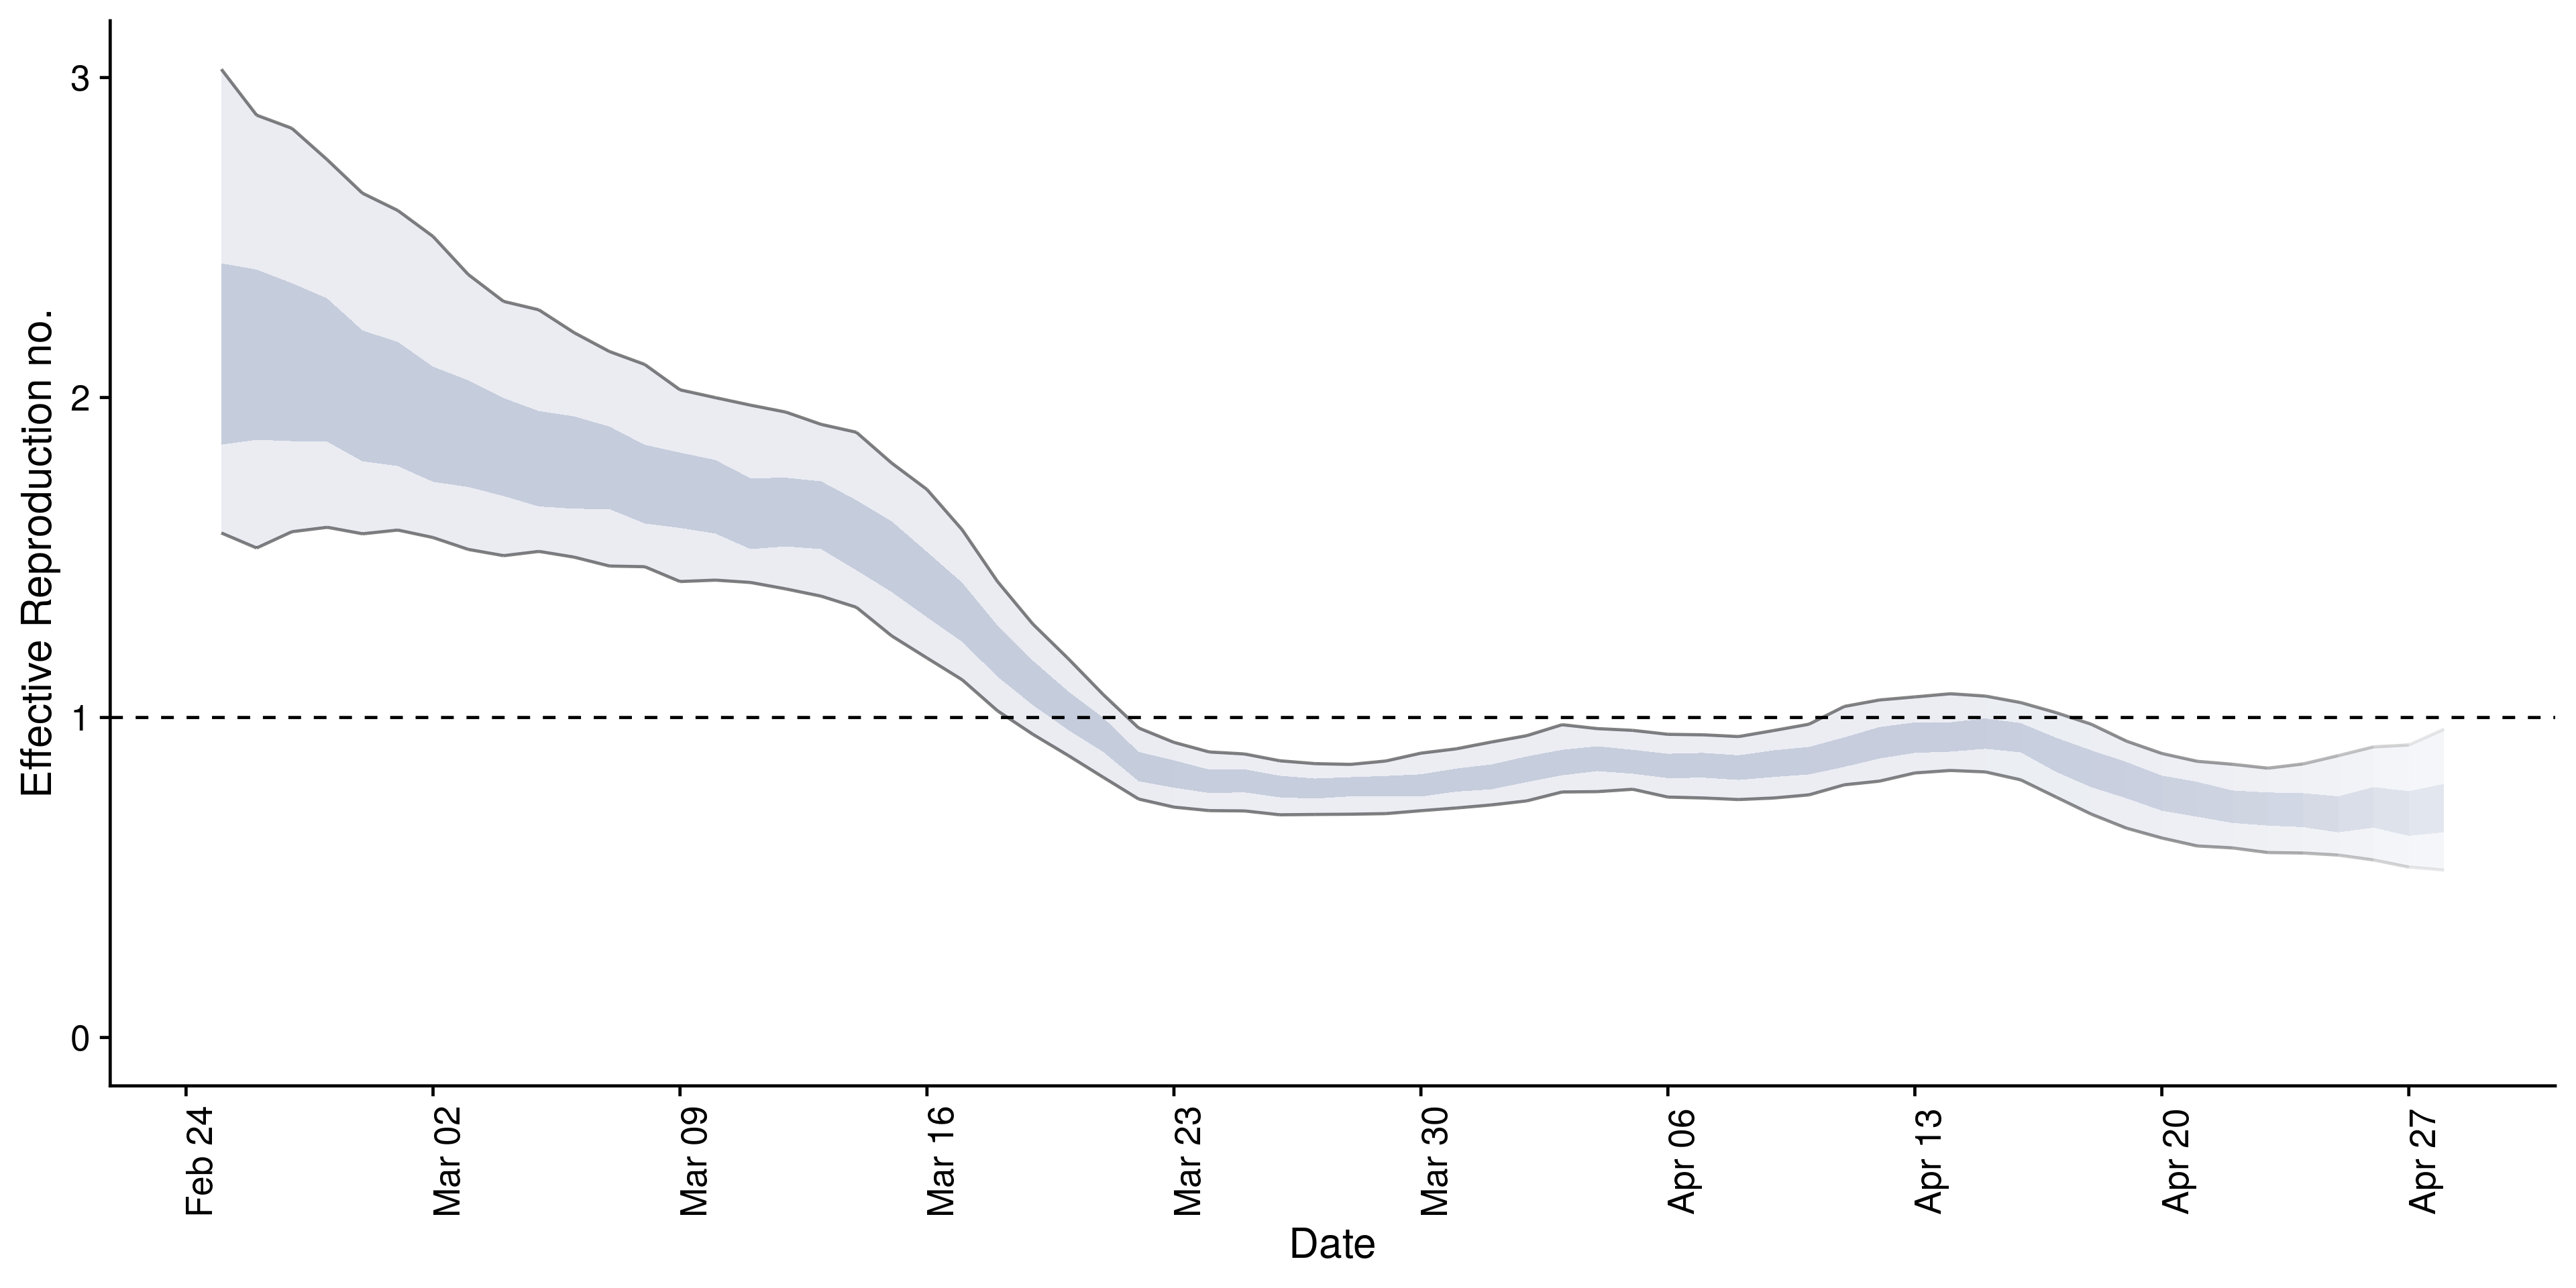 Effective Reproduction no.
3
2
1
0
Feb 24
Mar 02
Mar 09
Mar 16
Mar 23
Mar 30
Apr 06
Apr 13
Apr 20
Apr 27
Date